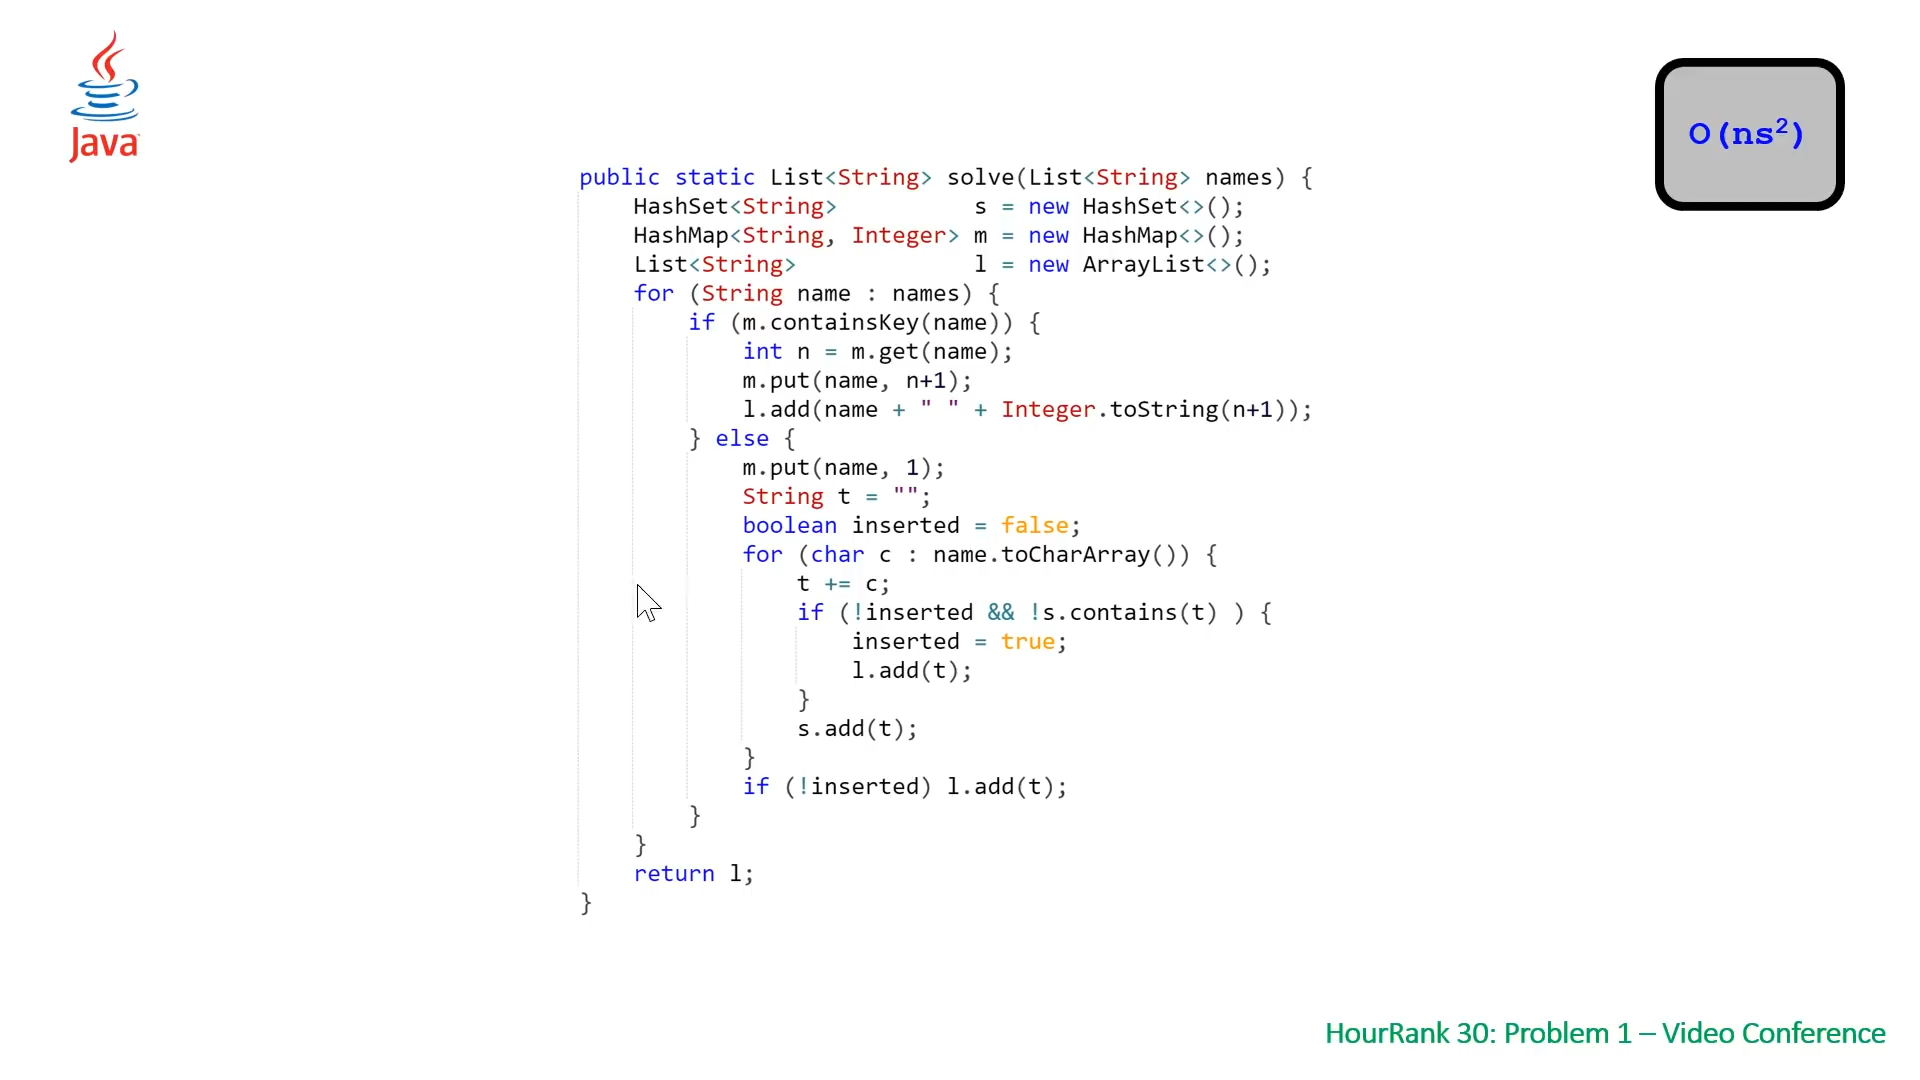 Java
O(ns²)
public static List<String> solve(List<String> names) {
    HashSet<String>          s = new HashSet<>();
    HashMap<String, Integer> m = new HashMap<>();
    List<String>             l = new ArrayList<>();
    for (String name : names) {
        if (m.containsKey(name)) {
            int n = m.get(name);
            m.put(name, n+1);
            l.add(name + " " + Integer.toString(n+1));
        } else {
            m.put(name, 1);
            String t = "";
            boolean inserted = false;
            for (char c : name.toCharArray()) {
                t += c;
                if (!inserted && !s.contains(t) ) {
                    inserted = true;
                    l.add(t);
                }
                s.add(t);
            }
            if (!inserted) l.add(t);
        }
    }
    return l;
}
HourRank 30: Problem 1 – Video Conference